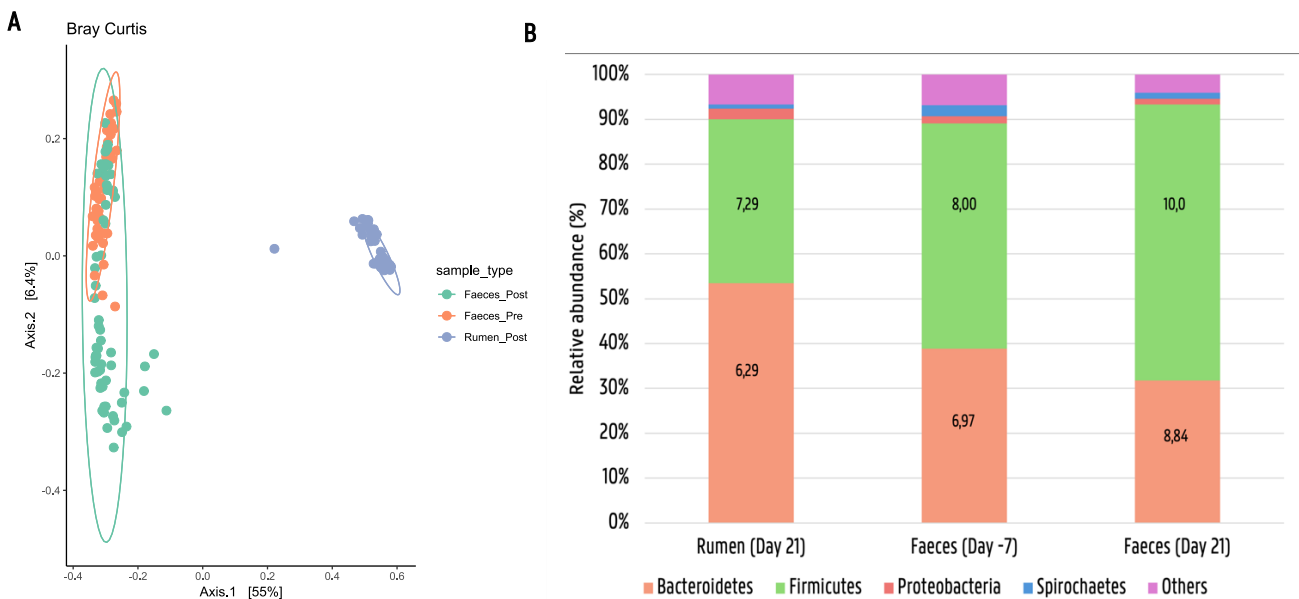 A
Bray Curtis
0.2
0.0
-0.2
-0.4
Axis.2 [6.4%]
-0.4 -0.2 0.0 0.2 0.4 0.6
Axis.1 [55%]
sample_type
Faeces_Post
Faeces_Pre
Rumen_Post
B
100%
90%
80%
70%
60%
50%
40%
30%
20%
10%
0%
Relative abundance (%)
7,29 8,00 10,0
6,29 6,97 8,84
Rumen (Day 21) Faeces (Day -7) Faeces (Day 21)
Bacteroidetes Firmicutes Proteobacteria Spirochaetes Others